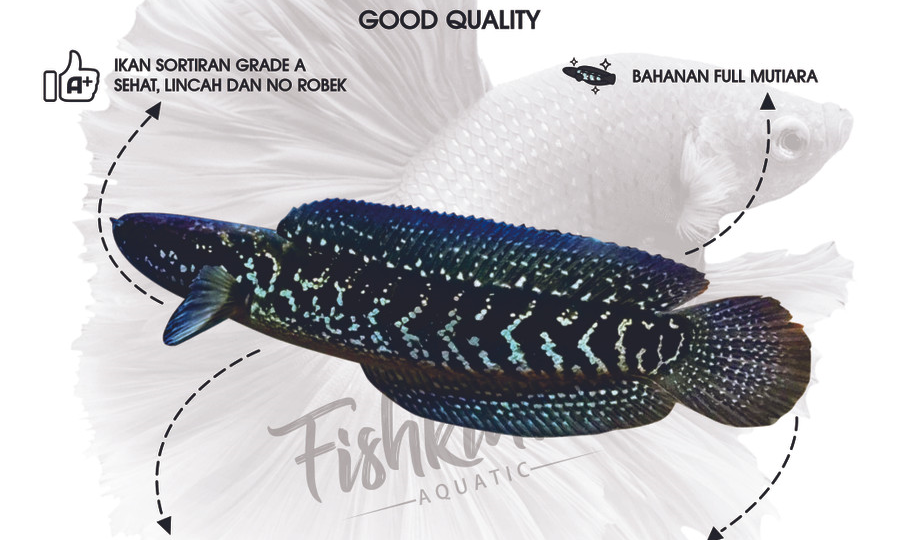 GOOD QUALITY
IKAN SORTIRAN GRADE A
SEHAT, LINCAH DAN NO ROBEK
A+
BAHANAN FULL MUTIARA
AQUATIC